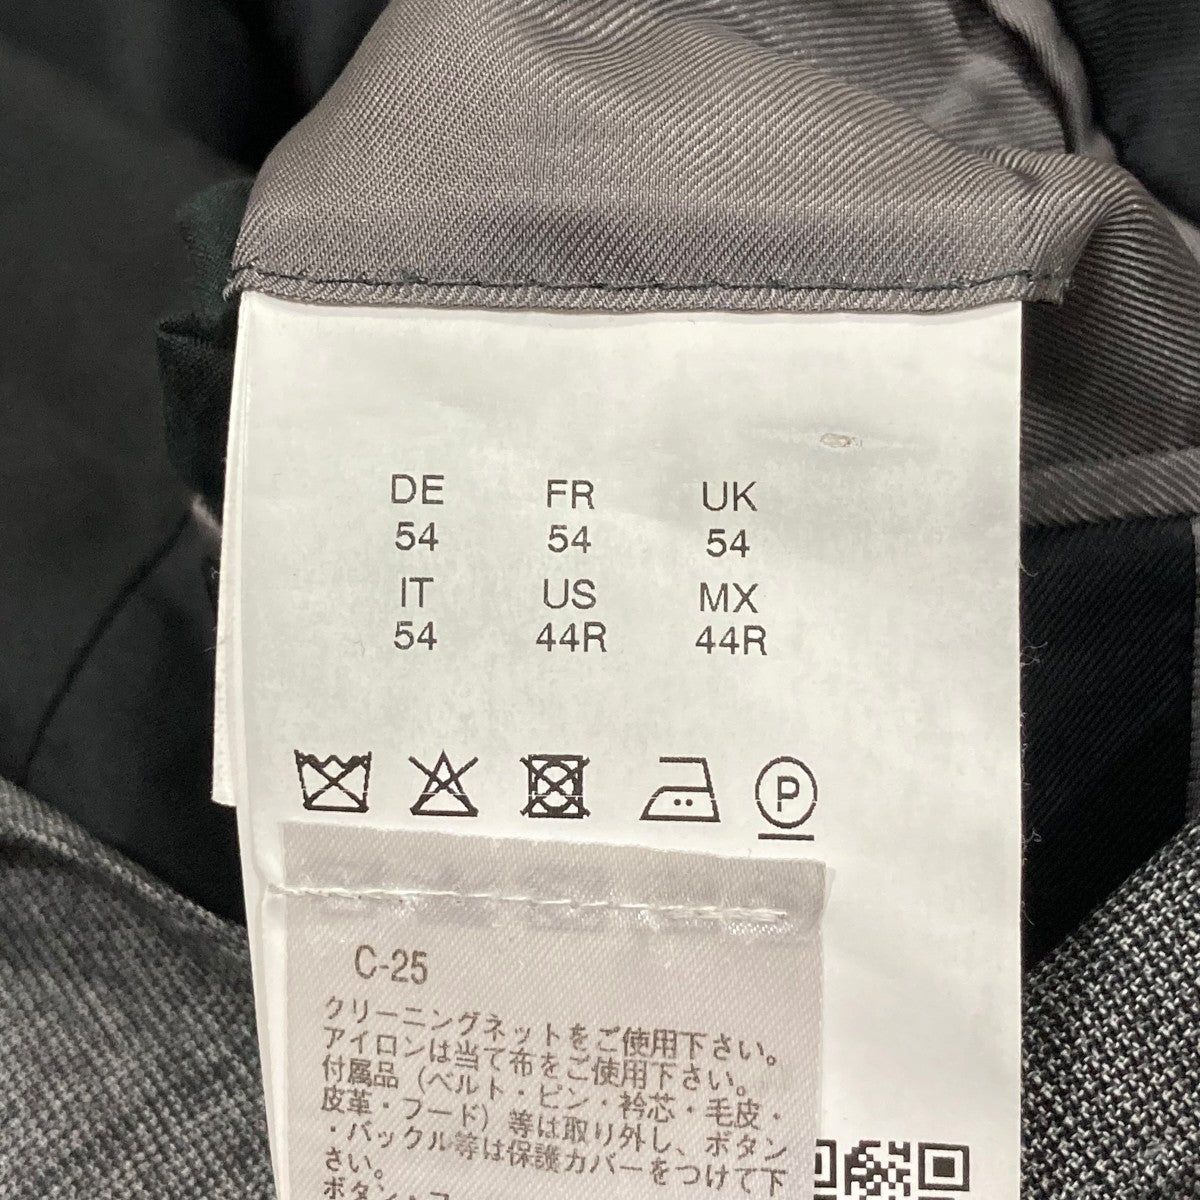 DE FR UK
54 54 54
IT US MX
54 44R 44R
P
C-25
クリーニングネットをご使用下さい。
アイロンは当て布をご使用下さい。
付属品（ベルト・ピン・衿芯・毛皮・
皮革・フード）等は取り外し、ボタン
・バックル等は保護カバーをつけて下
さい。
ボタン・